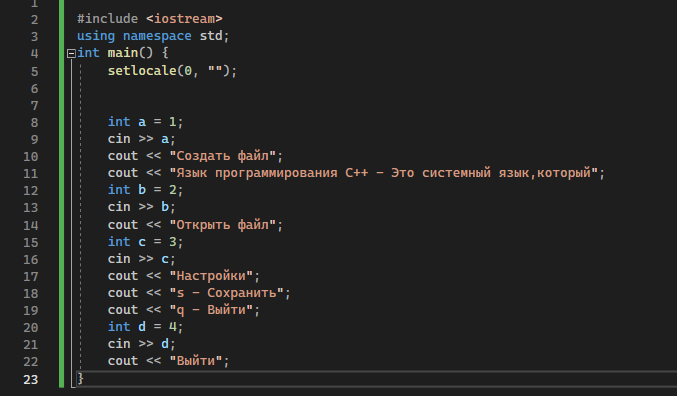 1
2 #include <iostream>
3 using namespace std;
4 int main() {
5 setlocale(0, "");
6
7
8 int a = 1;
9 cin >> a;
10 cout << "Создать файл";
11 cout << "Язык программирования C++ - Это системный язык,который";
12 int b = 2;
13 cin >> b;
14 cout << "Открыть файл";
15 int c = 3;
16 cin >> c;
17 cout << "Настройки";
18 cout << "s - Сохранить";
19 cout << "q - Выйти";
20 int d = 4;
21 cin >> d;
22 cout << "Выйти";
23 }